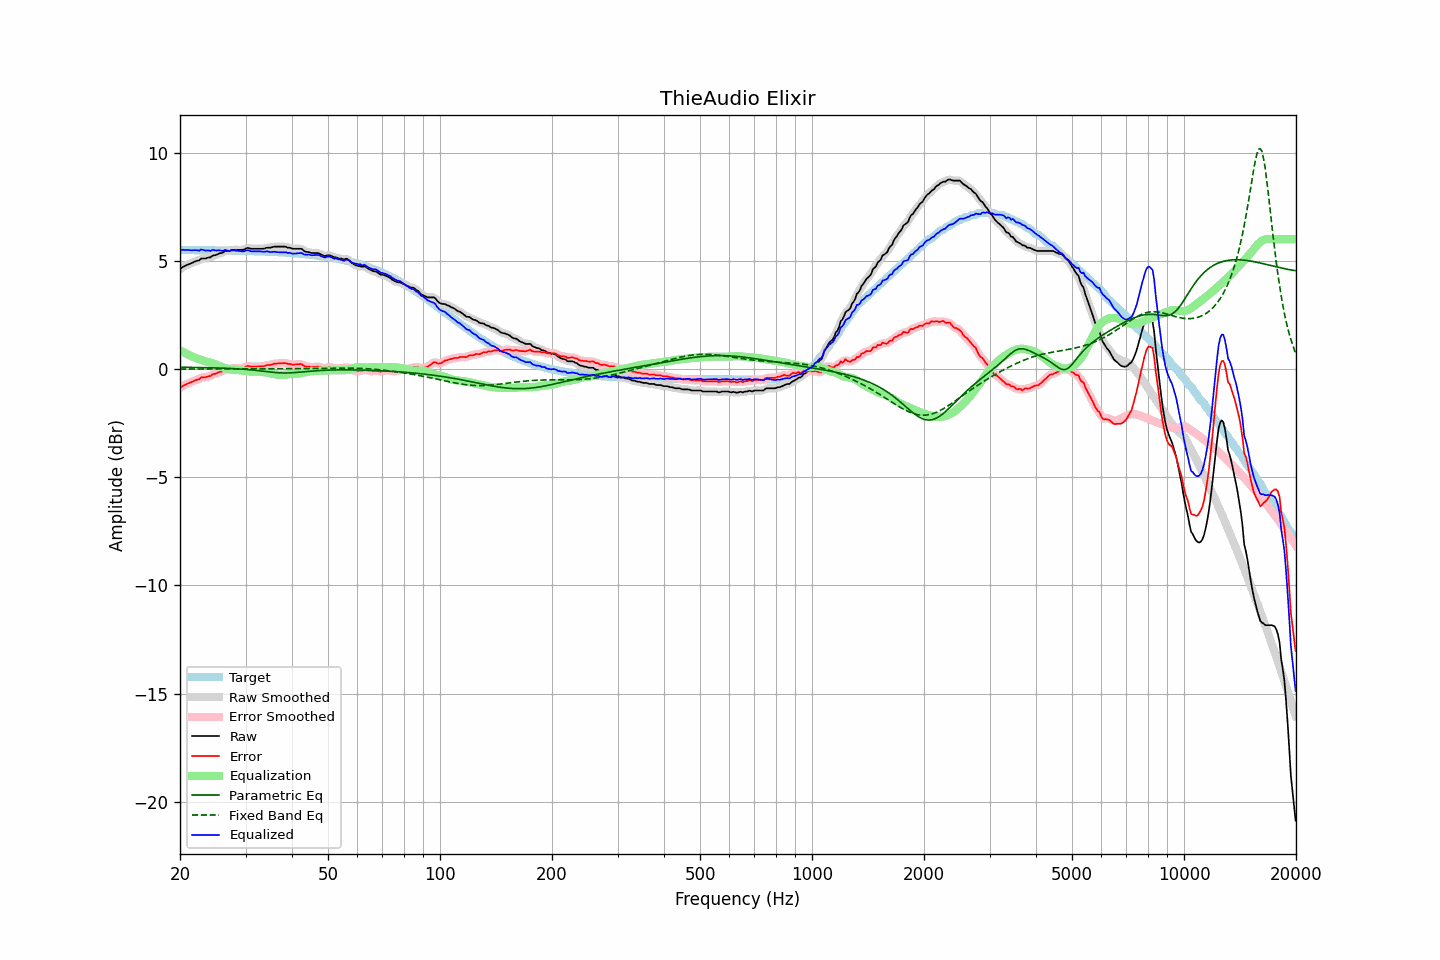 ThieAudio Elixir
10
5
0
−5
−10
−15
−20
Amplitude (dBr)
Target
Raw Smoothed
Error Smoothed
Raw
Error
Equalization
Parametric Eq
Fixed Band Eq
Equalized
20 50 100 200 500 1000 2000 5000 10000 20000
Frequency (Hz)